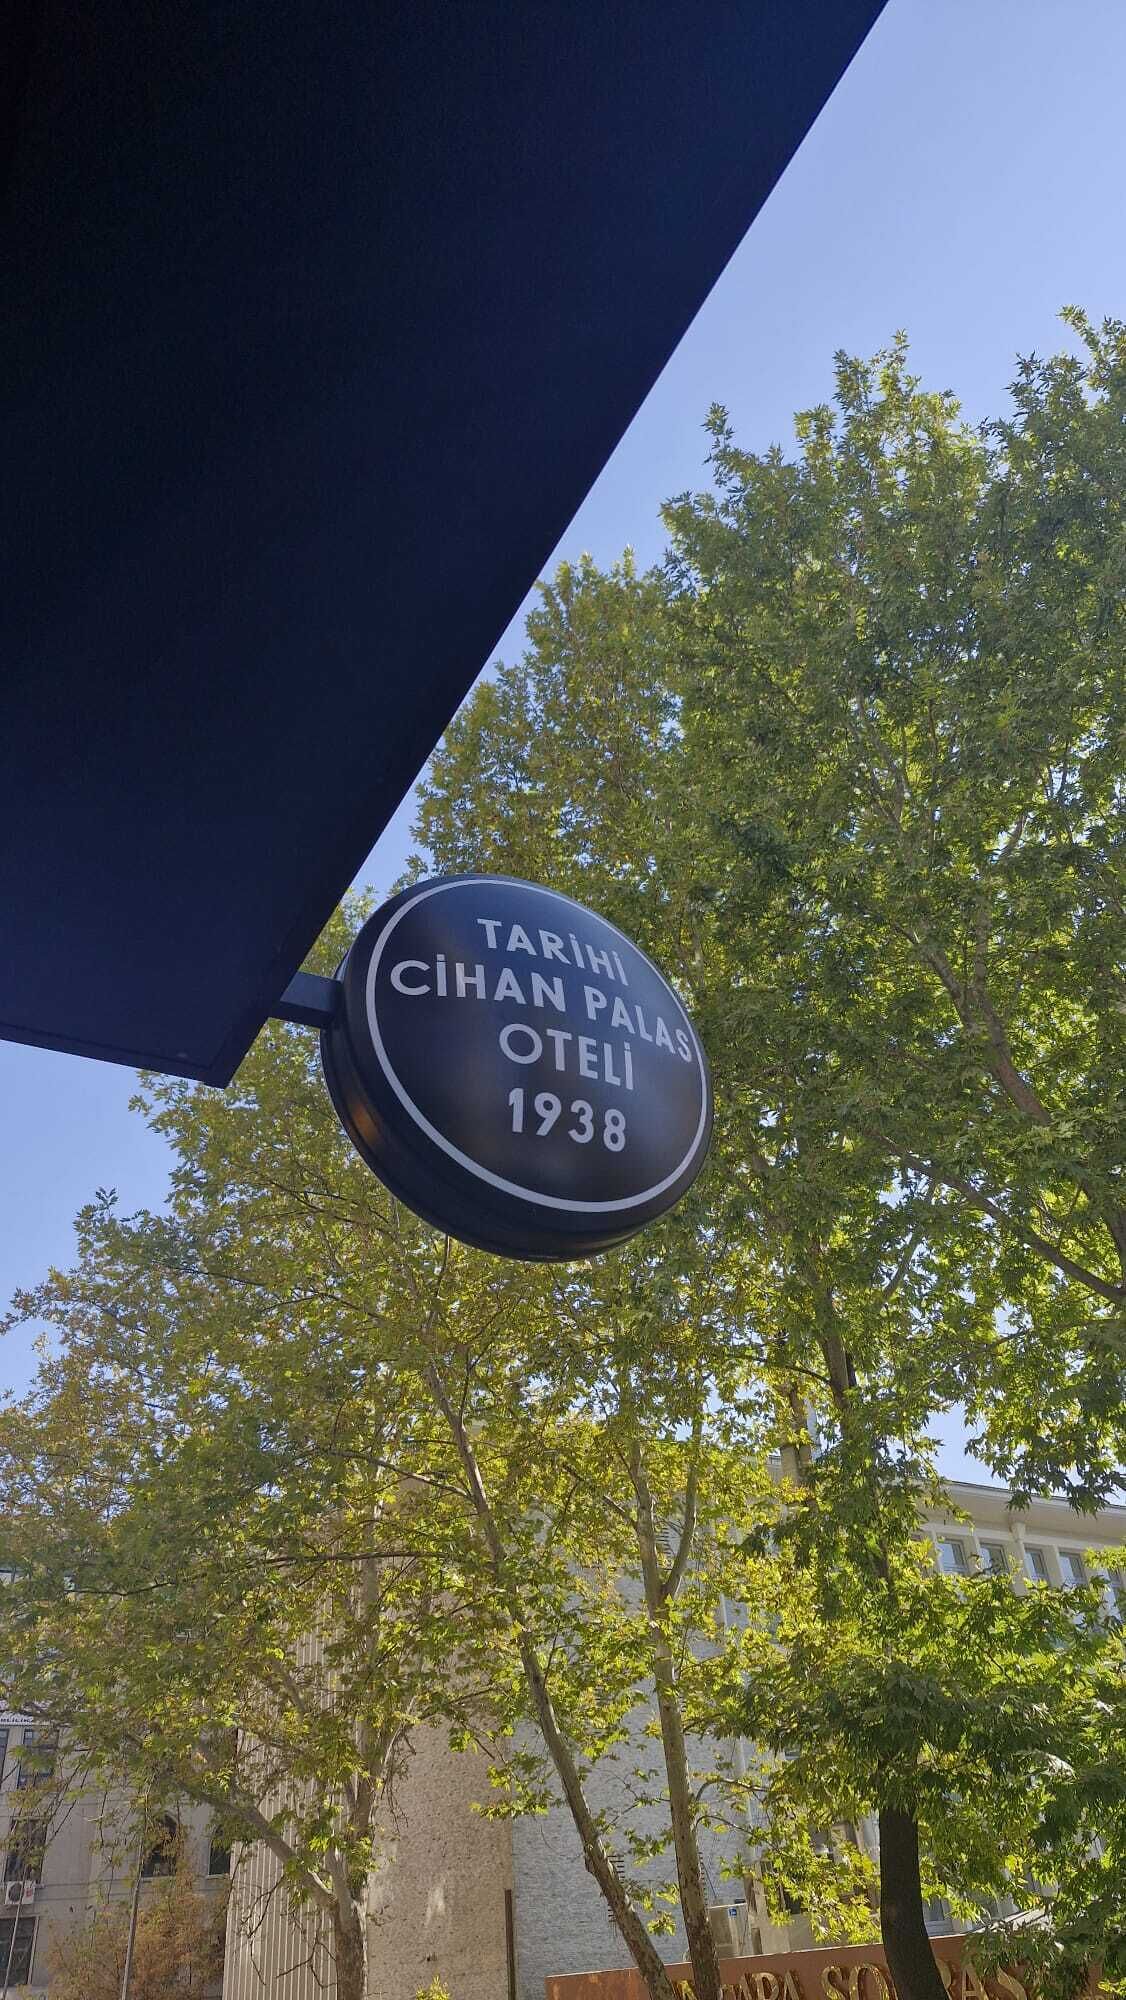 TARİHİ
CİHAN PALAS
OTELİ
1938